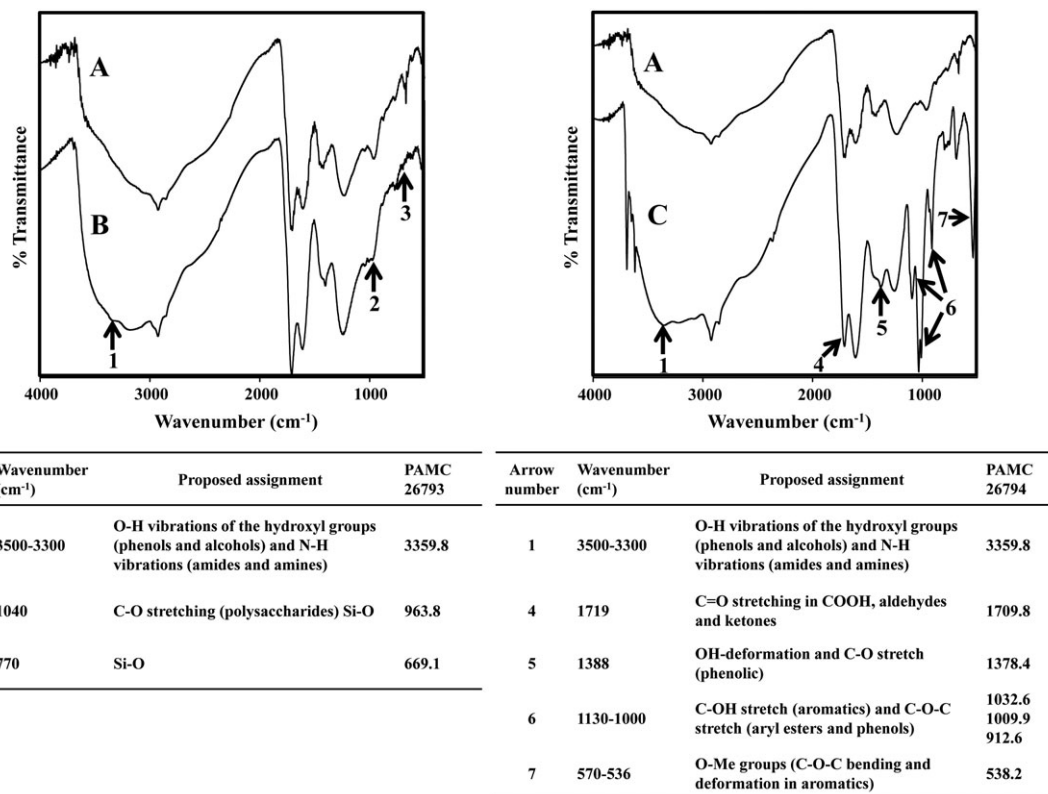 A
B
1
2
3
% Transmittance
4000
3000
2000
1000
Wavenumber (cm-1)
A
C
1
4
5
6
7
% Transmittance
4000
3000
2000
1000
Wavenumber (cm-1)
Wavenumber
(cm-1)
Proposed assignment
PAMC
26793
3500-3300
O-H vibrations of the hydroxyl groups
(phenols and alcohols) and N-H
vibrations (amides and amines)
3359.8
1040
C-O stretching (polysaccharides) Si-O
963.8
770
Si-O
669.1
Arrow
number
Wavenumber
(cm-1)
Proposed assignment
PAMC
26794
1
3500-3300
O-H vibrations of the hydroxyl groups
(phenols and alcohols) and N-H
vibrations (amides and amines)
3359.8
4
1719
C=O stretching in COOH, aldehydes
and ketones
1709.8
5
1388
OH-deformation and C-O stretch
(phenolic)
1378.4
6
1130-1000
C-OH stretch (aromatics) and C-O-C
stretch (aryl esters and phenols)
1032.6
1009.9
912.6
7
570-536
O-Me groups (C-O-C bending and
deformation in aromatics)
538.2